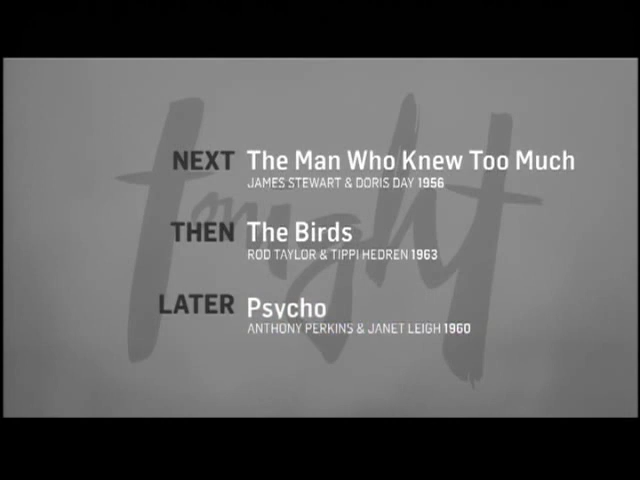 tonight
NEXT The Man Who Knew Too Much
JAMES STEWART & DORIS DAY 1956
THEN The Birds
ROD TAYLOR & TIPPI HEDREN 1963
LATER Psycho
ANTHONY PERKINS & JANET LEIGH 1960